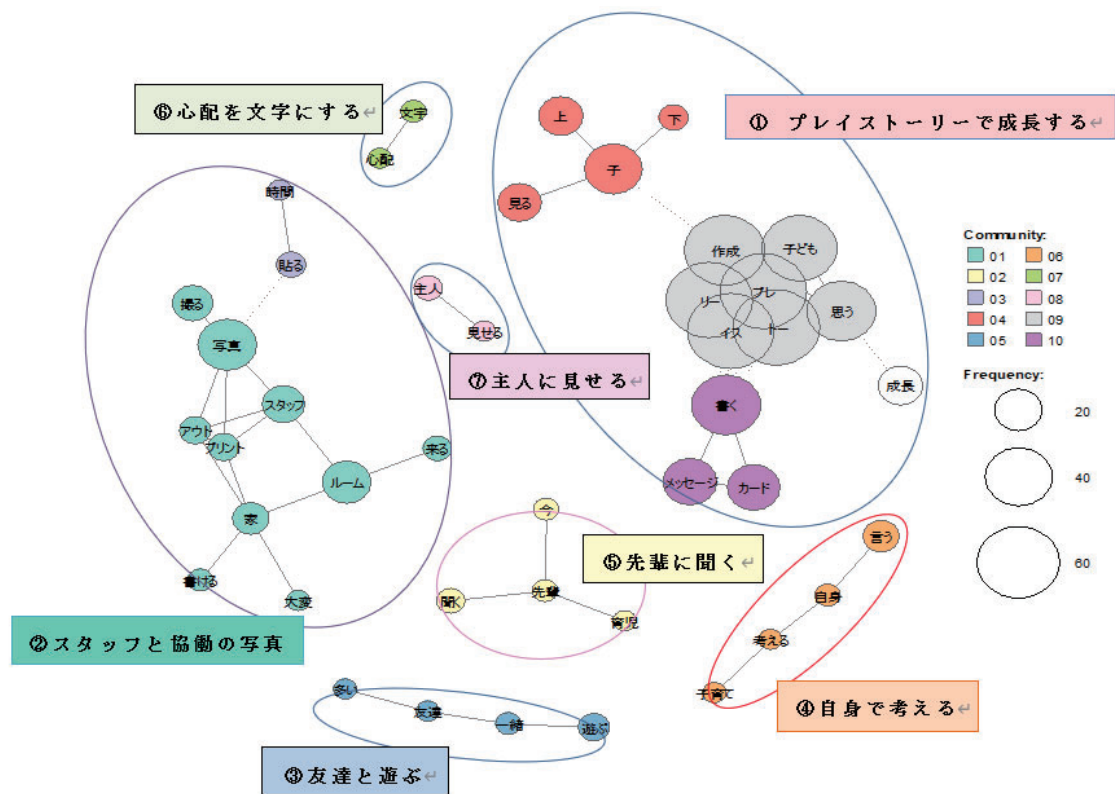 ⑥心配を文字にする↵
文字
心配
① プレイストーリーで成長する↵
上
下
子
見る
作成
子ども
リー
プレ
イス
トー
思う
成長
書く
メッセージ
カード
時間
貼る
撮る
写真
スタッフ
アウト
プリント
ルーム
来る
家
書ける
大変
②スタッフと協働の写真
主人
見せる
⑦主人に見せる↵
今
⑤先輩に聞く↵
先輩
聞く
育児
言う
自身
考える
子育て
④自身で考える↵
多い
友達
一緒
遊ぶ
③友達と遊ぶ↵
Community:
01 06
02 07
03 08
04 09
05 10
Frequency:
20
40
60